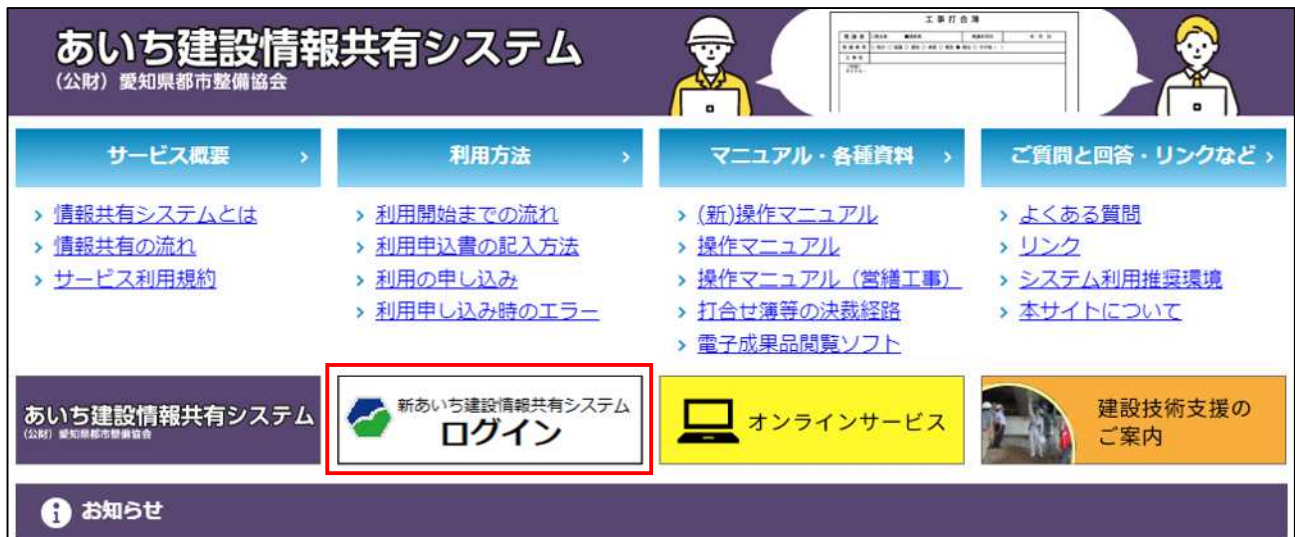 あいち建設情報共有システム
(公財) 愛知県都市整備協会
工事打合簿
サービス概要
利用方法
マニュアル・各種資料
ご質問と回答・リンクなど
情報共有システムとは
情報共有の流れ
サービス利用規約
利用開始までの流れ
利用申込書の記入方法
利用の申し込み
利用申し込み時のエラー
(新)操作マニュアル
操作マニュアル
操作マニュアル（営繕工事）
打合せ簿等の決裁経路
電子成果品閲覧ソフト
よくある質問
リンク
システム利用推奨環境
本サイトについて
あいち建設情報共有システム
(公財) 愛知県都市整備協会
新あいち建設情報共有システム
ログイン
オンラインサービス
建設技術支援の
ご案内
お知らせ